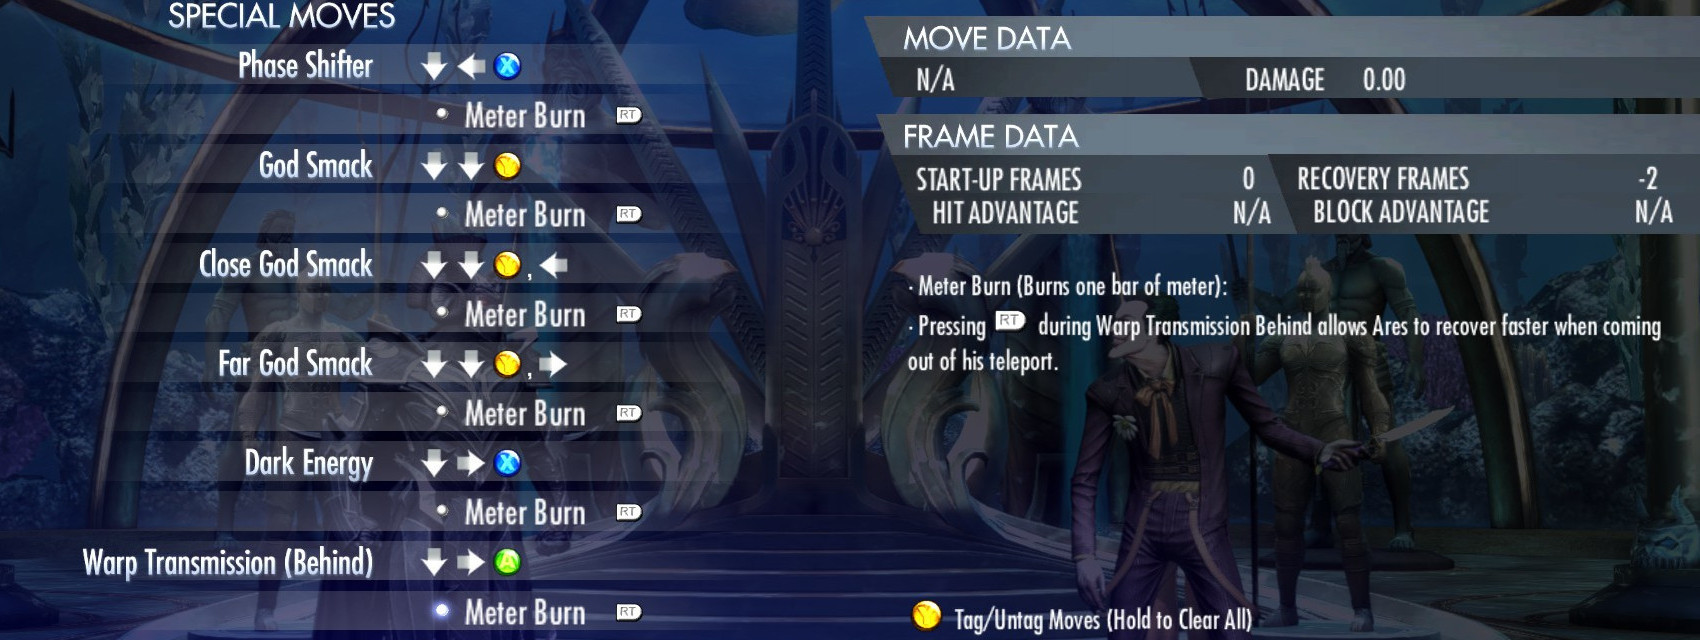 SPECIAL MOVES
Phase Shifter X
Meter Burn RT
God Smack Y
Meter Burn RT
Close God Smack Y ,
Meter Burn RT
Far God Smack Y ,
Meter Burn RT
Dark Energy X
Meter Burn RT
Warp Transmission (Behind) A
Meter Burn RT
MOVE DATA
N/A DAMAGE 0.00
FRAME DATA
START-UP FRAMES 0 RECOVERY FRAMES -2
HIT ADVANTAGE N/A BLOCK ADVANTAGE N/A
· Meter Burn (Burns one bar of meter):
· Pressing RT during Warp Transmission Behind allows Ares to recover faster when coming
out of his teleport.
Y Tag/Untag Moves (Hold to Clear All)